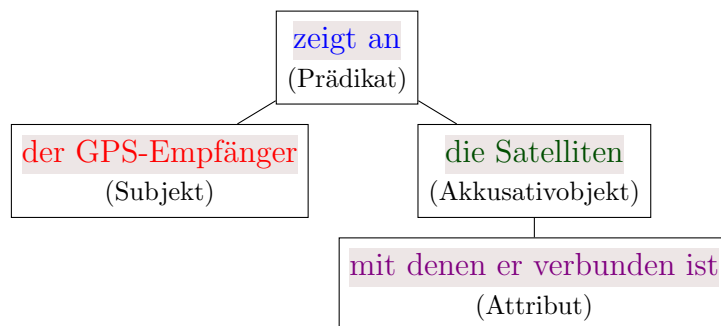 zeigt an
(Prädikat)
der GPS-Empfänger
(Subjekt)
die Satelliten
(Akkusativobjekt)
mit denen er verbunden ist
(Attribut)